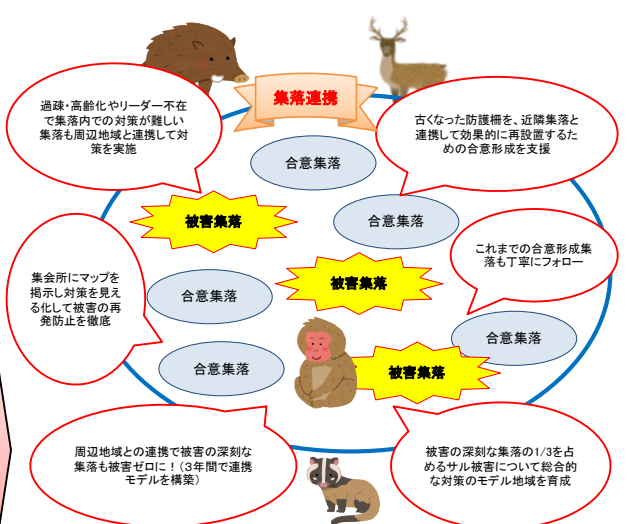 集落連携
過疎・高齢化やリーダー不在
で集落内での対策が難しい
集落も周辺地域と連携して対
策を実施
古くなった防護柵を、近隣集落と
連携して効果的に再設置するた
めの合意形成を支援
合意集落
被害集落
合意集落
これまでの合意形成集
落も丁寧にフォロー
集会所にマップを
掲示し対策を見え
る化して被害の再
発防止を徹底
合意集落
被害集落
合意集落
合意集落
被害集落
周辺地域との連携で被害の深刻な
集落も被害ゼロに！（３年間で連携
モデルを構築）
被害の深刻な集落の1/3を占
めるサル被害について総合的
な対策のモデル地域を育成